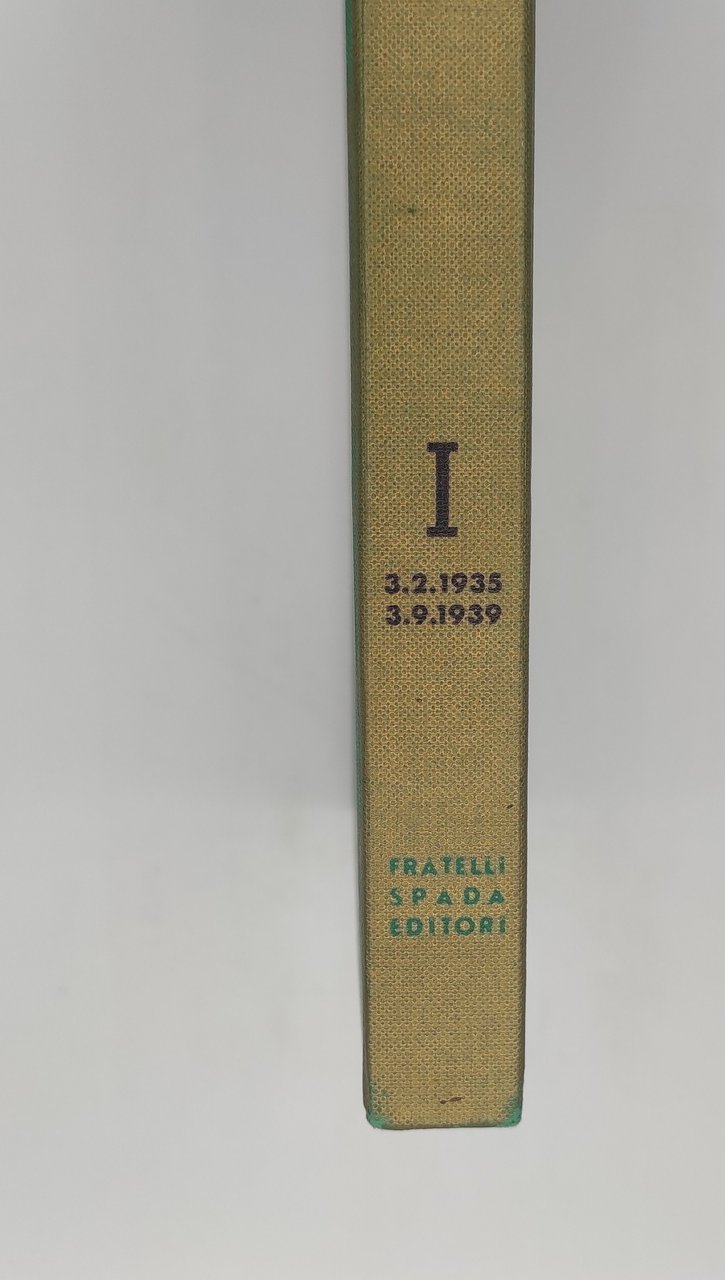 I
3.2.1935
3.9.1939
FRATELLI
SPADA
EDITORI